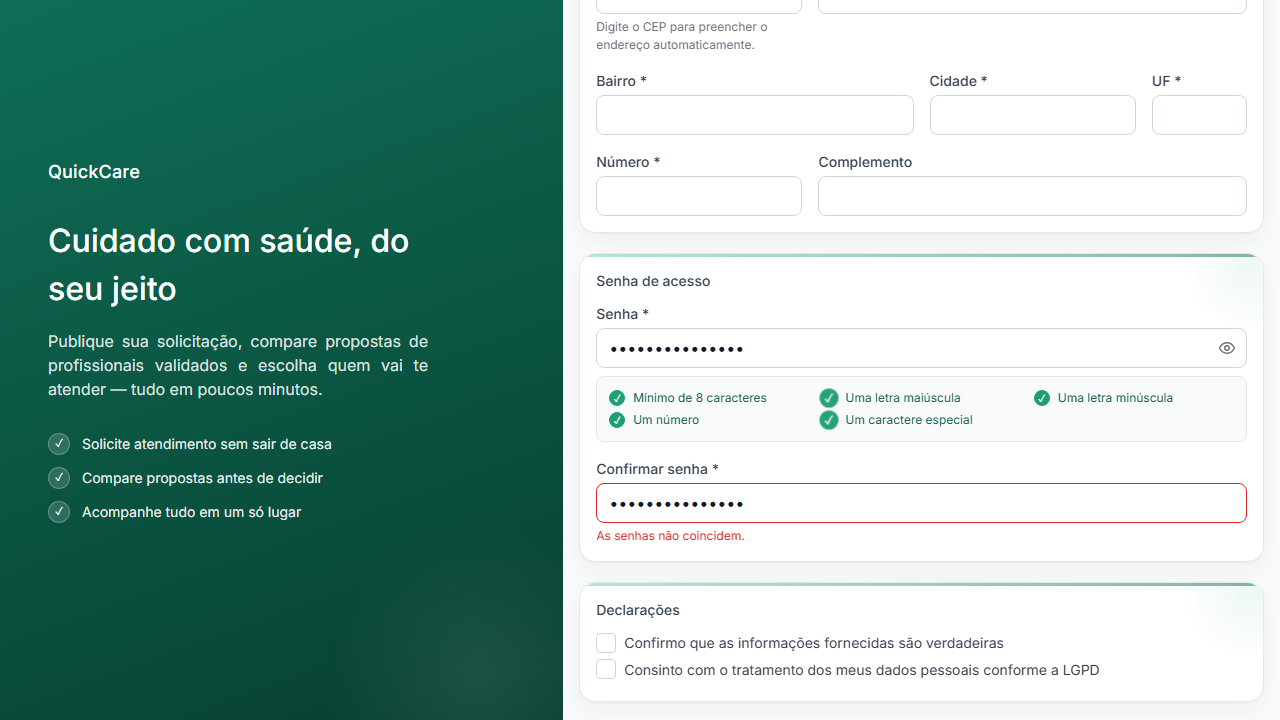 QuickCare
Cuidado com saúde, do
seu jeito
Publique sua solicitação, compare propostas de
profissionais validados e escolha quem vai te
atender — tudo em poucos minutos.
Solicite atendimento sem sair de casa
Compare propostas antes de decidir
Acompanhe tudo em um só lugar
Digite o CEP para preencher o
endereço automaticamente.
Bairro *
Cidade *
UF *
Número *
Complemento
Senha de acesso
Senha *
•••••••••••••••
Mínimo de 8 caracteres
Uma letra maiúscula
Uma letra minúscula
Um número
Um caractere especial
Confirmar senha *
•••••••••••••••
As senhas não coincidem.
Declarações
Confirmo que as informações fornecidas são verdadeiras
Consinto com o tratamento dos meus dados pessoais conforme a LGPD